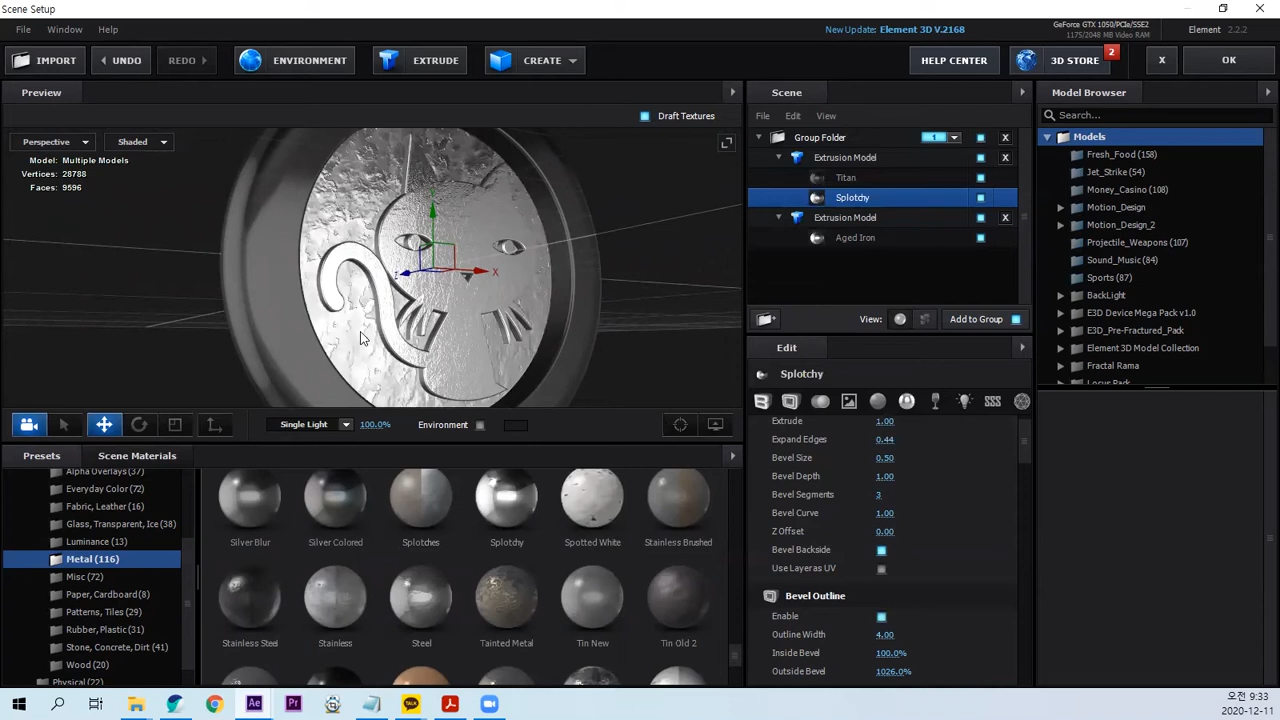 Scene Setup
File Window Help
New Update: Element 3D V.2168
GeForce GTX 1050/PCIe/SSE2
1175/2048 MB Video RAM
Element 2.2.2
IMPORT UNDO REDO ENVIRONMENT EXTRUDE CREATE HELP CENTER 3D STORE 2 X OK
Preview
Draft Textures
Perspective Shaded
Model: Multiple Models
Vertices: 28788
Faces: 9596
X
Single Light 100.0% Environment
Scene
File Edit View
Group Folder 1 X
Extrusion Model X
Titan
Splotchy
Extrusion Model X
Aged Iron
View: Add to Group
Model Browser
Search...
Models
Fresh_Food (158)
Jet_Strike (54)
Money_Casino (108)
Motion_Design
Motion_Design_2
Projectile_Weapons (107)
Sound_Music (84)
Sports (87)
BackLight
E3D Device Mega Pack v1.0
E3D_Pre-Fractured_Pack
Element 3D Model Collection
Fractal Rama
Locus Pack
Edit
Splotchy
Extrude 1.00
Expand Edges 0.44
Bevel Size 0.50
Bevel Depth 1.00
Bevel Segments 3
Bevel Curve 1.00
Z Offset 0.00
Bevel Backside
Use Layer as UV
Bevel Outline
Enable
Outline Width 4.00
Inside Bevel 100.0%
Outside Bevel 1026.0%
Presets Scene Materials
Alpha Overlays (37)
Everyday Color (72)
Fabric, Leather (16)
Glass, Transparent, Ice (38)
Luminance (13)
Metal (116)
Misc (72)
Paper, Cardboard (8)
Patterns, Tiles (29)
Rubber, Plastic (31)
Stone, Concrete, Dirt (41)
Wood (20)
Physical (22)
Silver Blur Silver Colored Splotches Splotchy Spotted White Stainless Brushed
Stainless Steel Stainless Steel Tainted Metal Tin New Tin Old 2
Ae Pr TALK
오전 9:33
2020-12-11